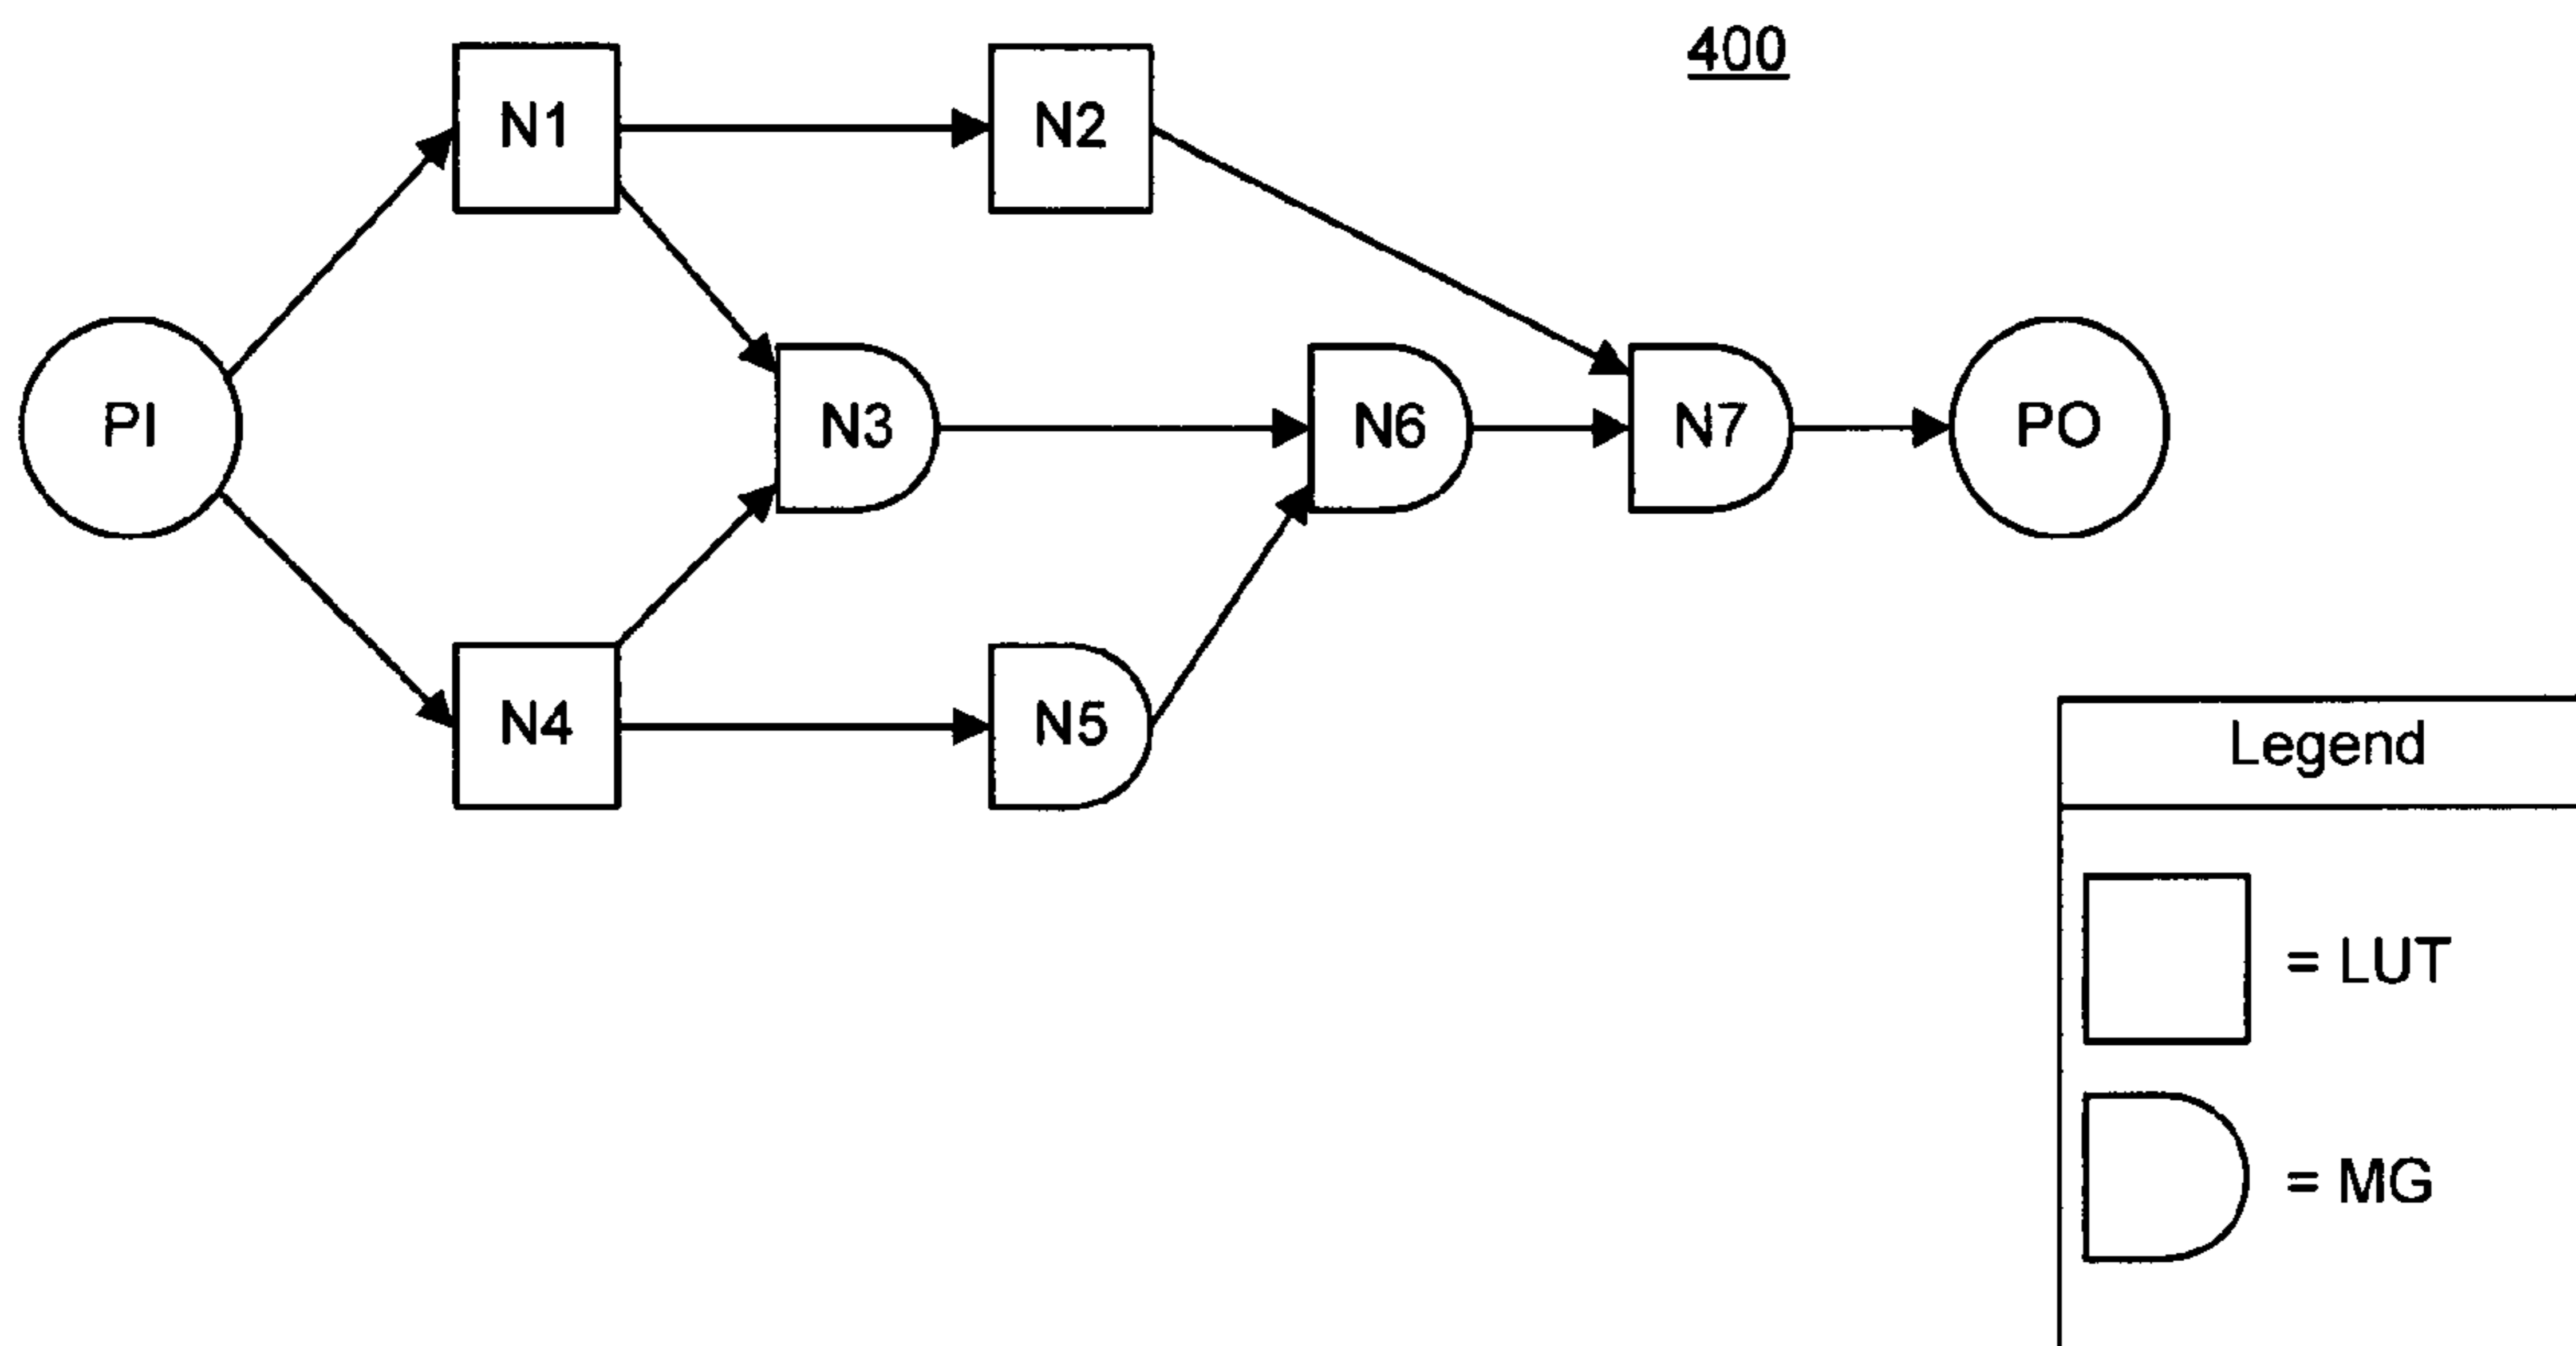 400
N1
N2
PI
N3
N6
N7
PO
N4
N5
Legend
= LUT
= MG